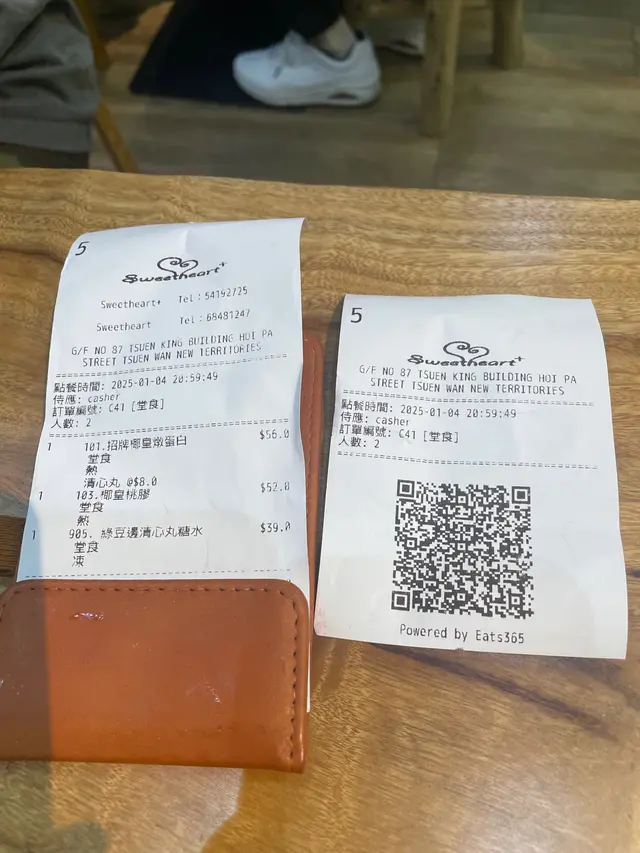 5
Sweetheart+
Sweetheart+ Tel：54192725
Sweetheart Tel：68481247
G/F NO 87 TSUEN KING BUILDING HOI PA
STREET TSUEN WAN NEW TERRITORIES
點餐時間: 2025-01-04 20:59:49
侍應: casher
訂單編號: C41 [堂食]
人數: 2
1 101.招牌椰皇燉蛋白 $56.0
堂食
熱
清心丸 @$8.0
1 103.椰皇桃膠 $52.0
堂食
熱
1 905. 綠豆邊清心丸糖水 $39.0
堂食
凍
5
Sweetheart+
G/F NO 87 TSUEN KING BUILDING HOI PA
STREET TSUEN WAN NEW TERRITORIES
點餐時間: 2025-01-04 20:59:49
侍應: casher
訂單編號: C41 [堂食]
人數: 2
Powered by Eats365